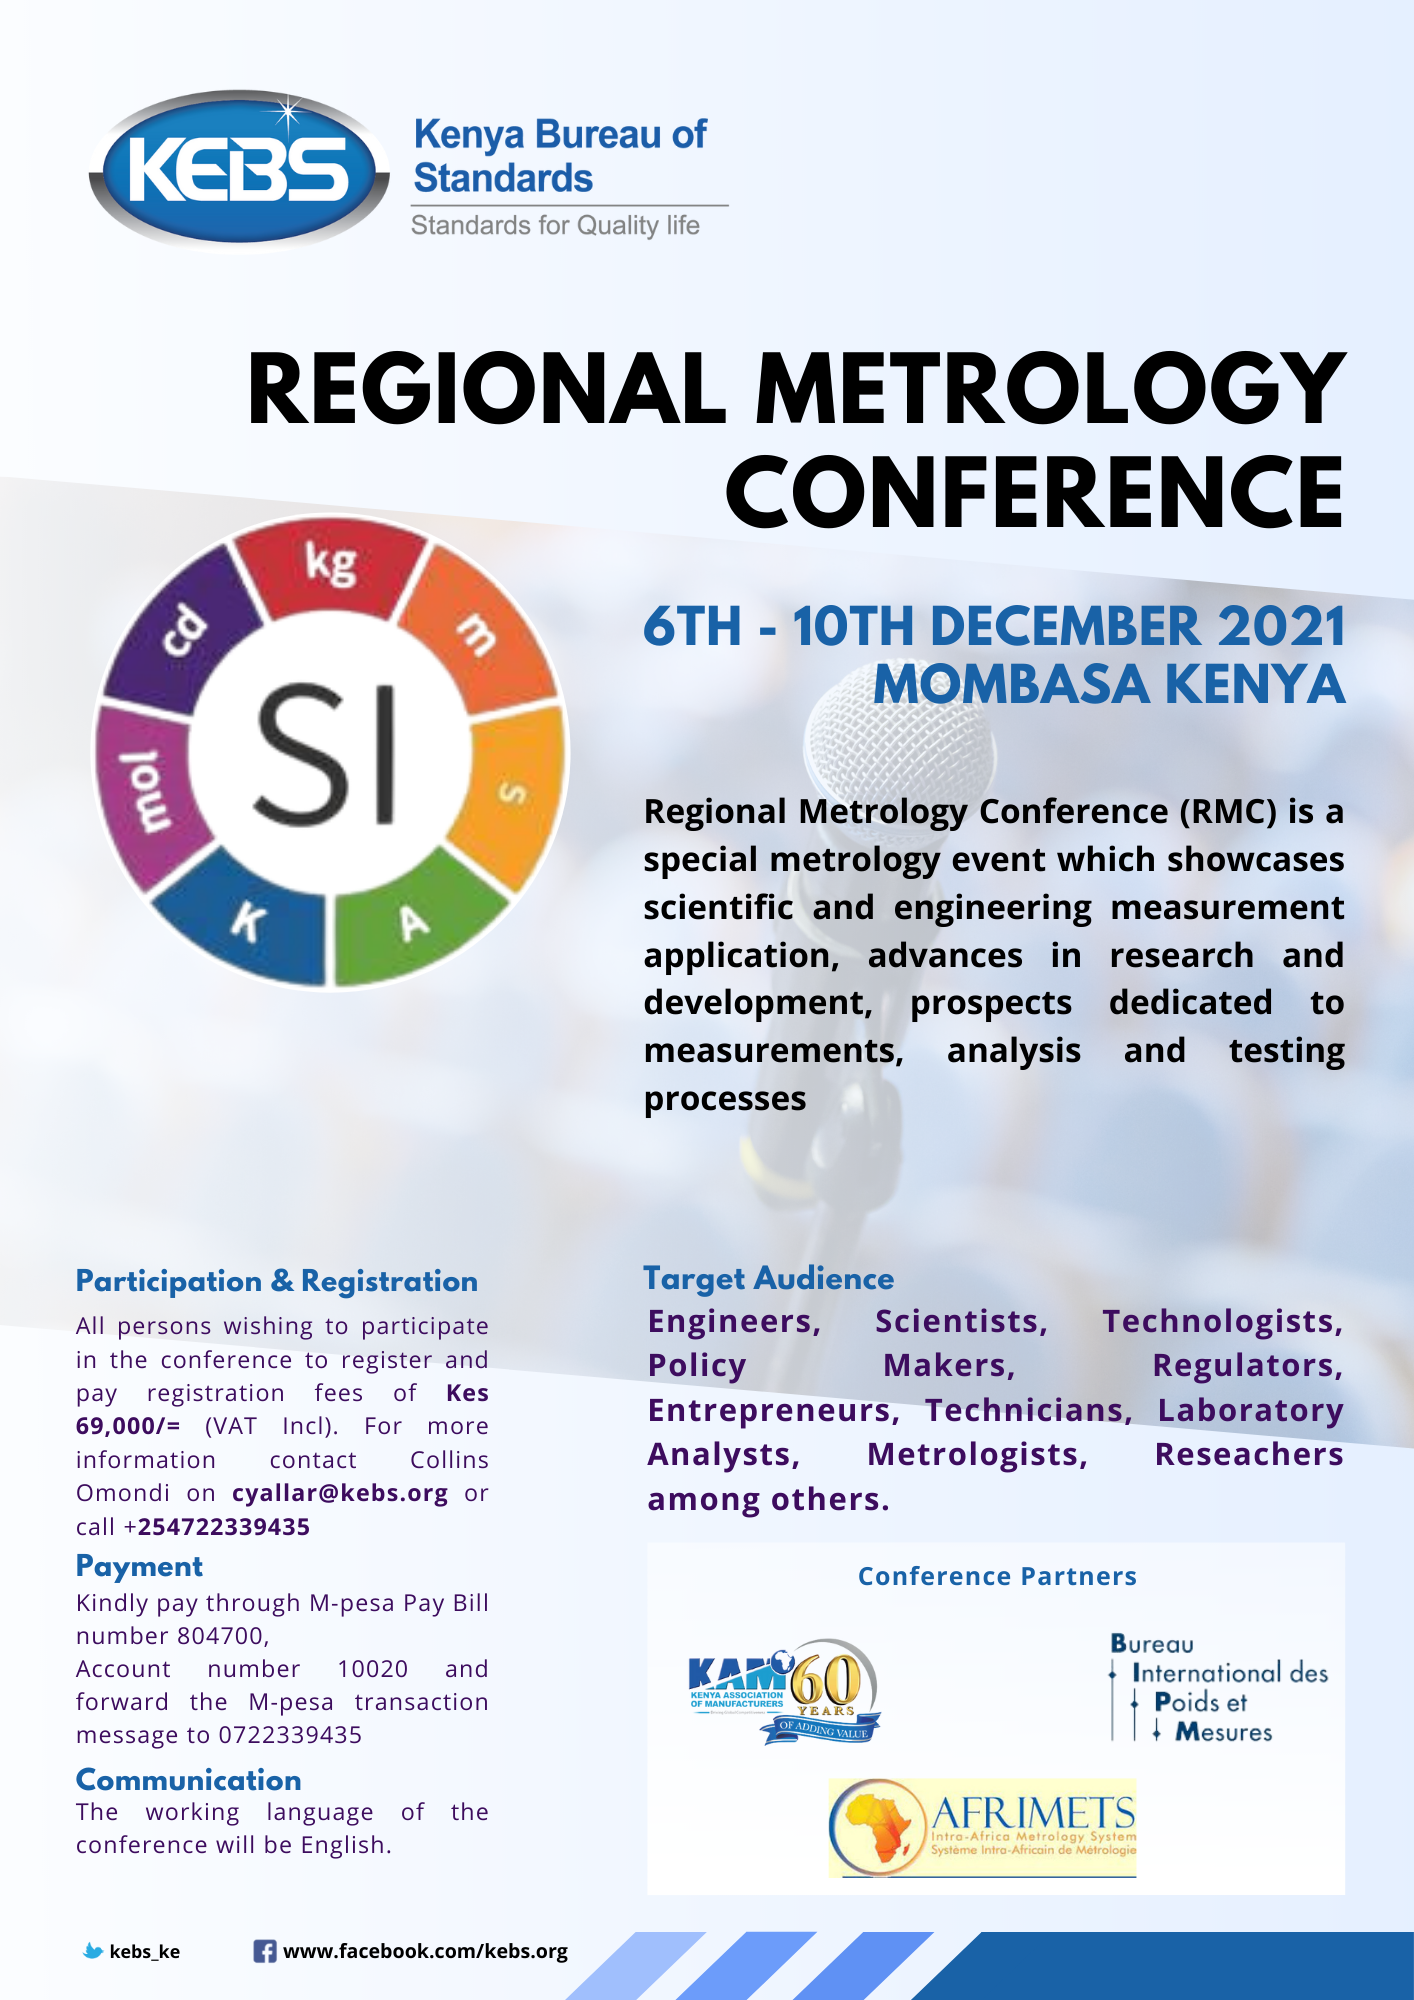 KEBS
Kenya Bureau of
Standards
Standards for Quality life
REGIONAL METROLOGY
CONFERENCE
kg
m
s
A
K
mol
cd
SI
6TH - 10TH DECEMBER 2021
MOMBASA KENYA
Regional Metrology Conference (RMC) is a
special metrology event which showcases
scientific and engineering measurement
application, advances in research and
development, prospects dedicated to
measurements, analysis and testing
processes
Participation & Registration
All persons wishing to participate
in the conference to register and
pay registration fees of Kes
69,000/= (VAT Incl). For more
information contact Collins
Omondi on cyallar@kebs.org or
call +254722339435
Payment
Kindly pay through M-pesa Pay Bill
number 804700,
Account number 10020 and
forward the M-pesa transaction
message to 0722339435
Communication
The working language of the
conference will be English.
Target Audience
Engineers, Scientists, Technologists,
Policy Makers, Regulators,
Entrepreneurs, Technicians, Laboratory
Analysts, Metrologists, Reseachers
among others.
Conference Partners
KAM
KENYA ASSOCIATION
OF MANUFACTURERS
60
YEARS
OF ADDING VALUE
Bureau
International des
Poids et
Mesures
AFRIMETS
Intra-Africa Metrology System
Système Intra-Africain de Métrologie
kebs_ke
www.facebook.com/kebs.org